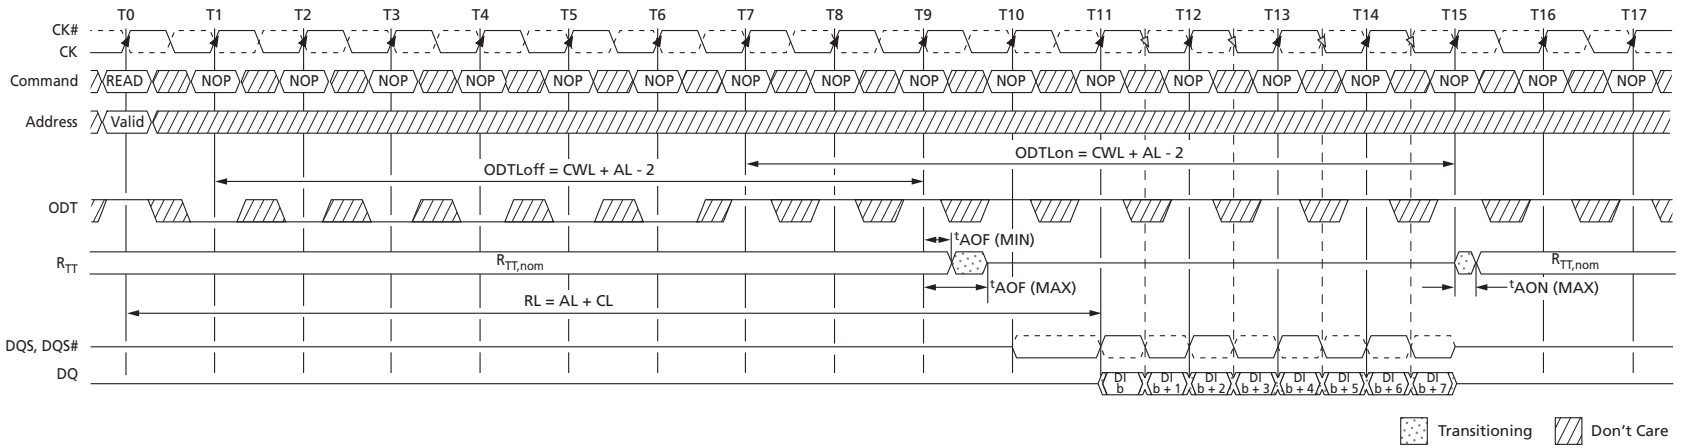 T0 T1 T2 T3 T4 T5 T6 T7 T8 T9 T10 T11 T12 T13 T14 T15 T16 T17
CK#
CK
Command READ NOP NOP NOP NOP NOP NOP NOP NOP NOP NOP NOP NOP NOP NOP NOP NOP NOP
Address Valid
ODTLon = CWL + AL - 2
ODTLoff = CWL + AL - 2
ODT
tAOF (MIN)
RTT RTT,nom RTT,nom
tAOF (MAX) tAON (MAX)
RL = AL + CL
DQS, DQS#
DQ
DI b DI b + 1 DI b + 2 DI b + 3 DI b + 4 DI b + 5 DI b + 6 DI b + 7
Transitioning Don't Care